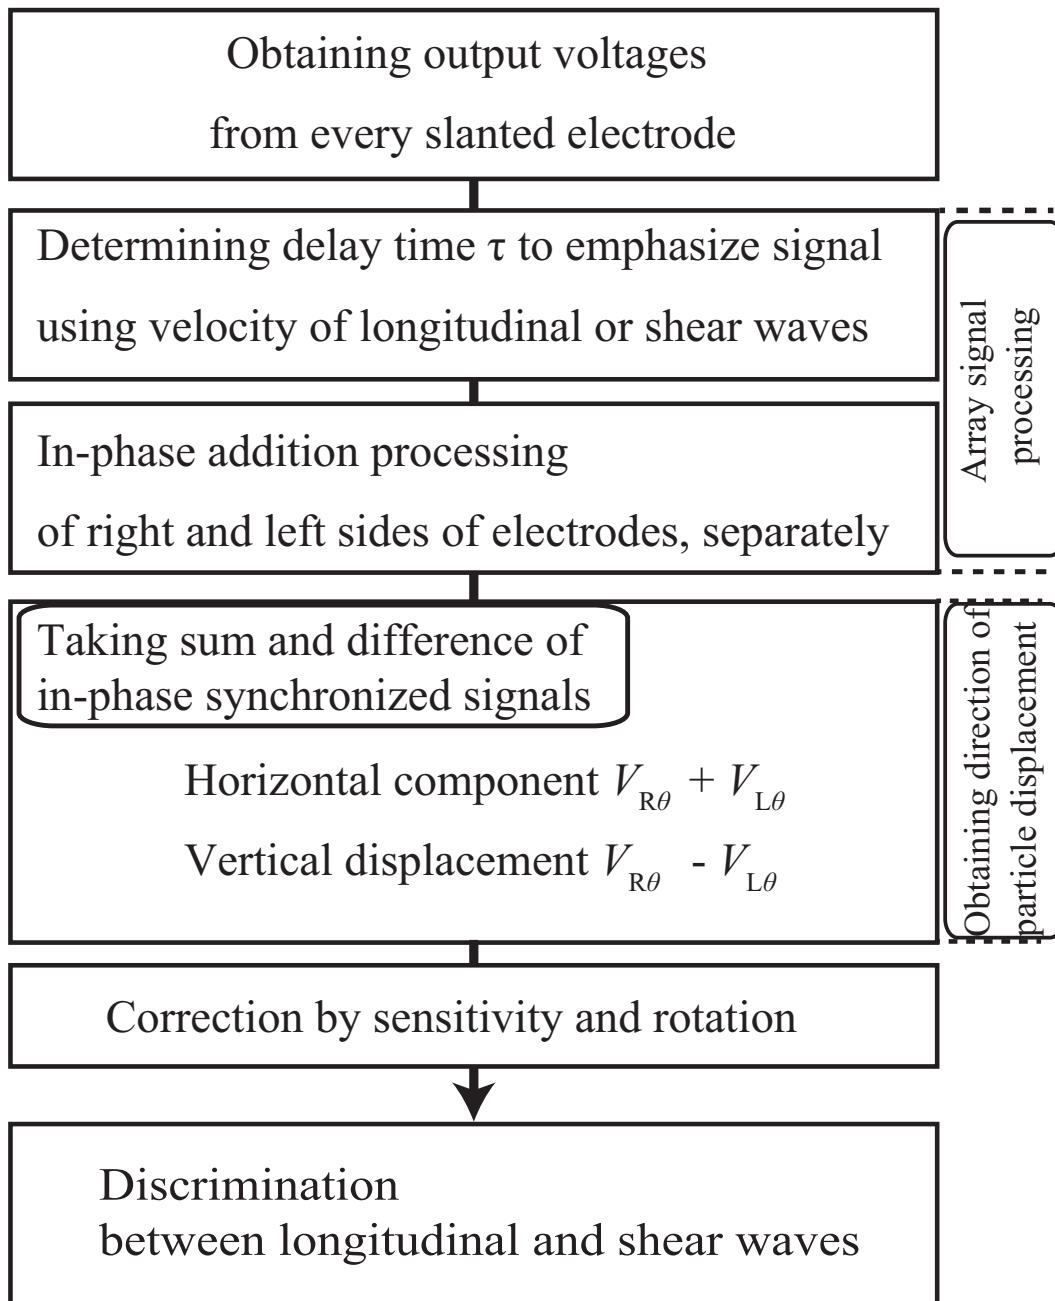 Obtaining output voltages
from every slanted electrode
Determining delay time τ to emphasize signal
using velocity of longitudinal or shear waves
Array signal
processing
In-phase addition processing
of right and left sides of electrodes, separately
Taking sum and difference of
in-phase synchronized signals
Horizontal component VRθ + VLθ
Vertical displacement VRθ - VLθ
Obtaining direction of
particle displacement
Correction by sensitivity and rotation
Discrimination
between longitudinal and shear waves